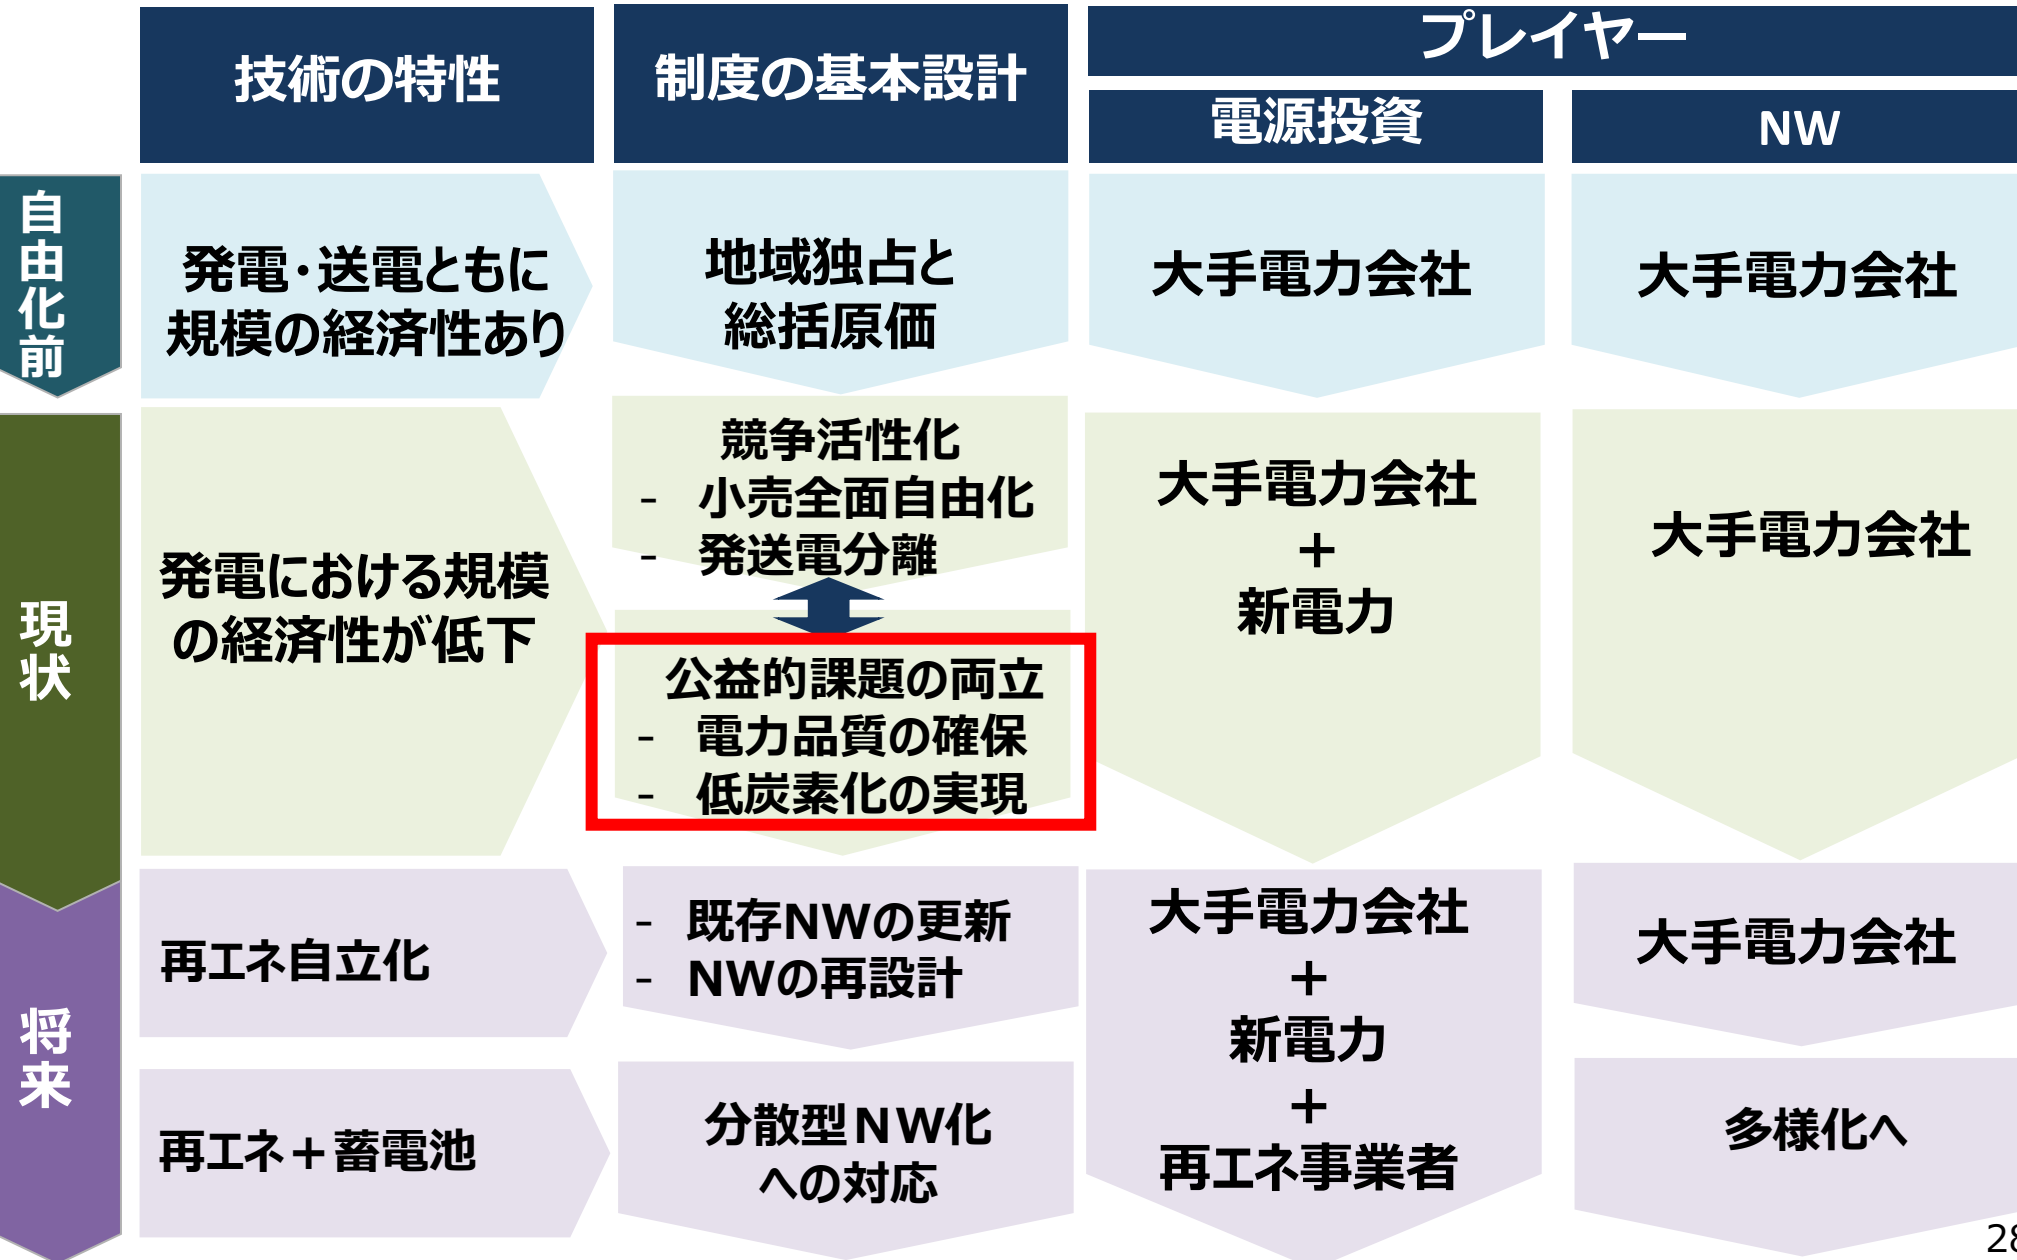 技術の特性
制度の基本設計
プレイヤー
電源投資
NW
自由化前
発電・送電ともに
規模の経済性あり
地域独占と
総括原価
大手電力会社
大手電力会社
現状
発電における規模
の経済性が低下
競争活性化
- 小売全面自由化
- 発送電分離
公益的課題の両立
- 電力品質の確保
- 低炭素化の実現
大手電力会社
+
新電力
大手電力会社
将来
再エネ自立化
- 既存NWの更新
- NWの再設計
大手電力会社
+
新電力
+
再エネ事業者
大手電力会社
再エネ＋蓄電池
分散型ＮＷ化
への対応
多様化へ
28